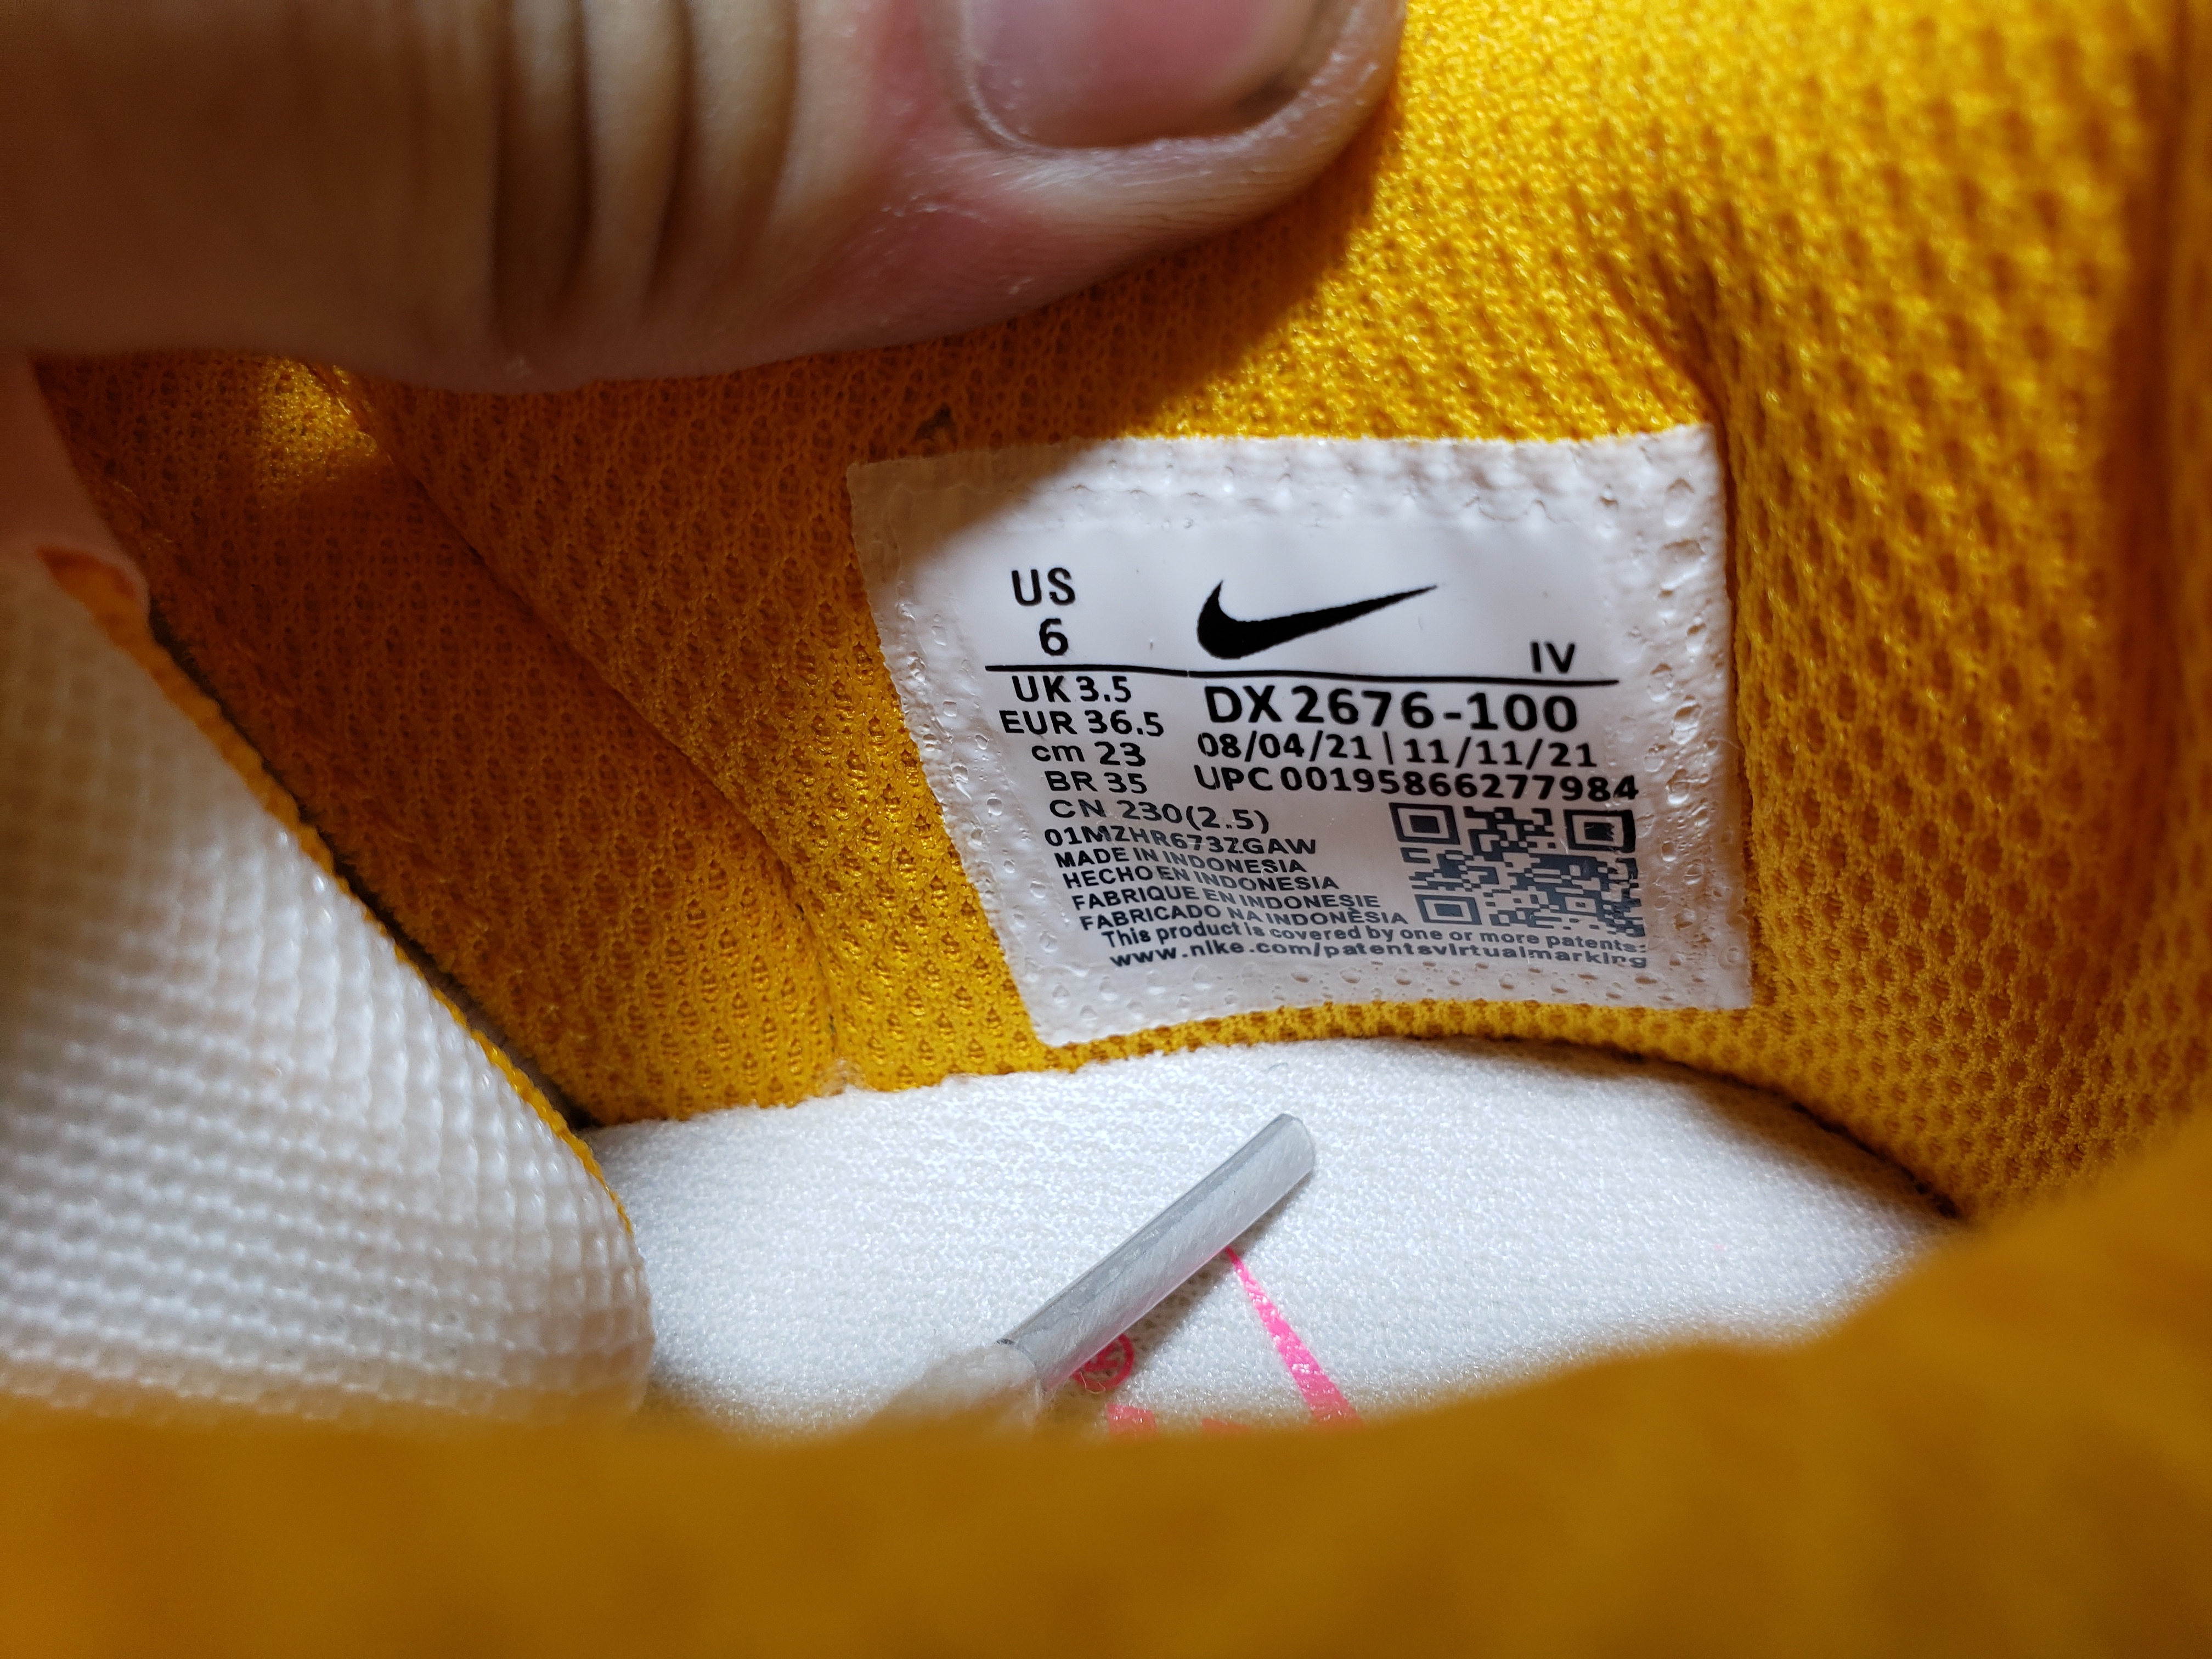 US
6
IV
UK 3.5
EUR 36.5
cm 23
BR 35
CN 230(2.5)
DX 2676-100
08/04/21 | 11/11/21
UPC 00195866277984
01MZHR673ZGAW
MADE IN INDONESIA
HECHO EN INDONESIA
FABRIQUE EN INDONESIE
FABRICADO NA INDONÈSIA
This product is covered by one or more patents:
www.nike.com/patentsvirtualmarking
®